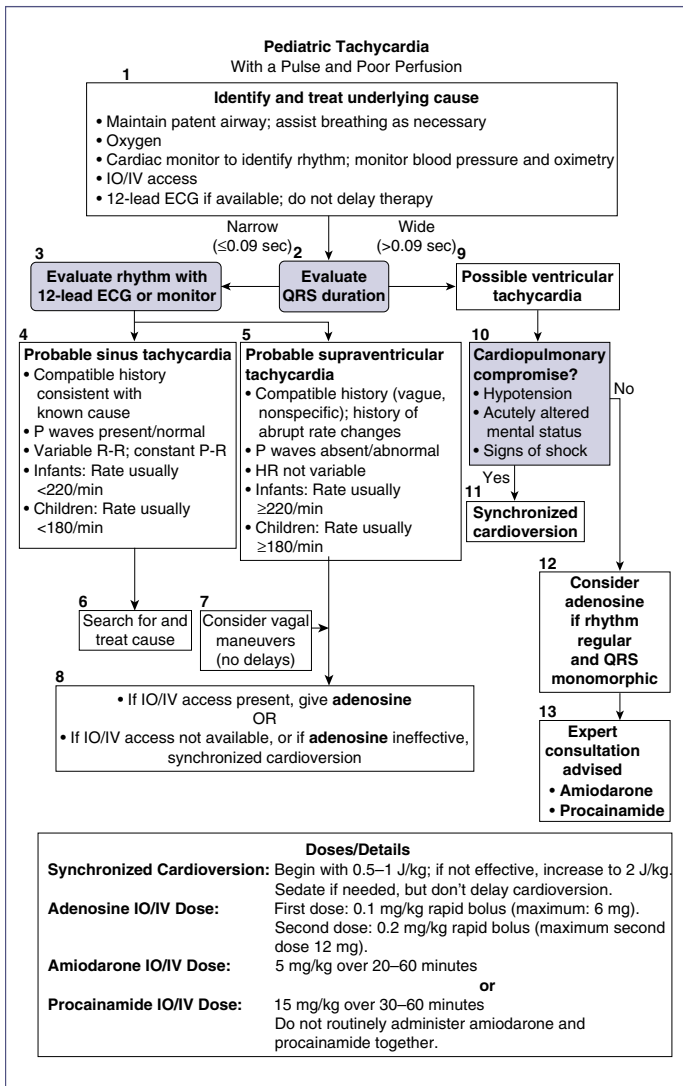 Pediatric Tachycardia
With a Pulse and Poor Perfusion
1
Identify and treat underlying cause
• Maintain patent airway; assist breathing as necessary
• Oxygen
• Cardiac monitor to identify rhythm; monitor blood pressure and oximetry
• IO/IV access
• 12-lead ECG if available; do not delay therapy
Narrow
(≤0.09 sec)
Wide
(>0.09 sec)
3
Evaluate rhythm with
12-lead ECG or monitor
2
Evaluate
QRS duration
9
Possible ventricular
tachycardia
4
Probable sinus tachycardia
• Compatible history
consistent with
known cause
• P waves present/normal
• Variable R-R; constant P-R
• Infants: Rate usually
<220/min
• Children: Rate usually
<180/min
5
Probable supraventricular
tachycardia
• Compatible history (vague,
nonspecific); history of
abrupt rate changes
• P waves absent/abnormal
• HR not variable
• Infants: Rate usually
≥220/min
• Children: Rate usually
≥180/min
10
Cardiopulmonary
compromise?
• Hypotension
• Acutely altered
mental status
• Signs of shock
No
Yes
11
Synchronized
cardioversion
12
Consider
adenosine
if rhythm
regular
and QRS
monomorphic
6
Search for and
treat cause
7
Consider vagal
maneuvers
(no delays)
8
• If IO/IV access present, give adenosine
OR
• If IO/IV access not available, or if adenosine ineffective,
synchronized cardioversion
13
Expert
consultation
advised
• Amiodarone
• Procainamide
Doses/Details
Synchronized Cardioversion: Begin with 0.5–1 J/kg; if not effective, increase to 2 J/kg.
Sedate if needed, but don't delay cardioversion.
Adenosine IO/IV Dose: First dose: 0.1 mg/kg rapid bolus (maximum: 6 mg).
Second dose: 0.2 mg/kg rapid bolus (maximum second
dose 12 mg).
Amiodarone IO/IV Dose: 5 mg/kg over 20–60 minutes
or
Procainamide IO/IV Dose: 15 mg/kg over 30–60 minutes
Do not routinely administer amiodarone and
procainamide together.